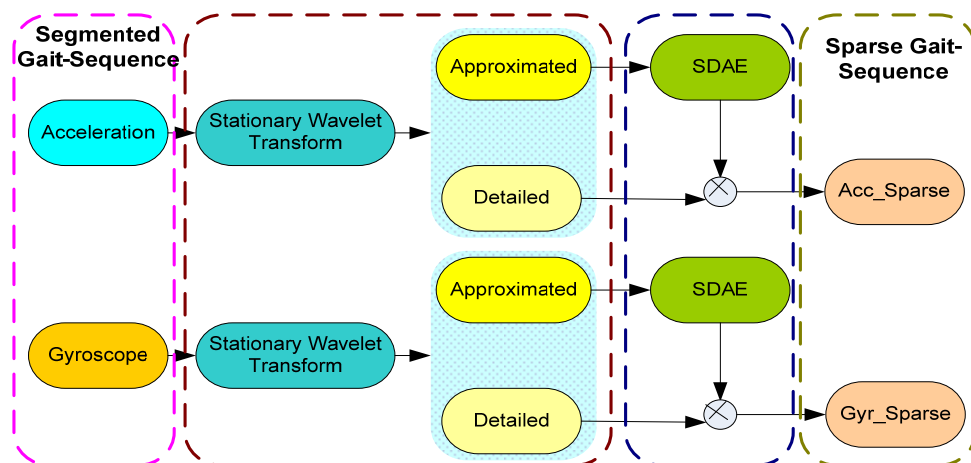 Segmented
Gait-Sequence
Sparse Gait-
Sequence
Approximated
SDAE
Acceleration
Stationary Wavelet
Transform
Detailed
Acc_Sparse
Approximated
SDAE
Gyroscope
Stationary Wavelet
Transform
Detailed
Gyr_Sparse